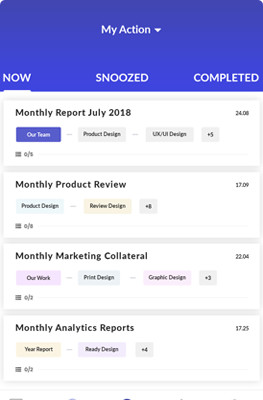 My Action
NOW SNOOZED COMPLETED
Monthly Report July 2018 24.08
Our Team Product Design UX/UI Design +5
0/6
Monthly Product Review 17.09
Product Design Review Design +8
0/8
Monthly Marketing Collateral 22.04
Our Work Print Design Graphic Design +3
0/2
Monthly Analytics Reports 17.25
Year Report Ready Design +4
0/2